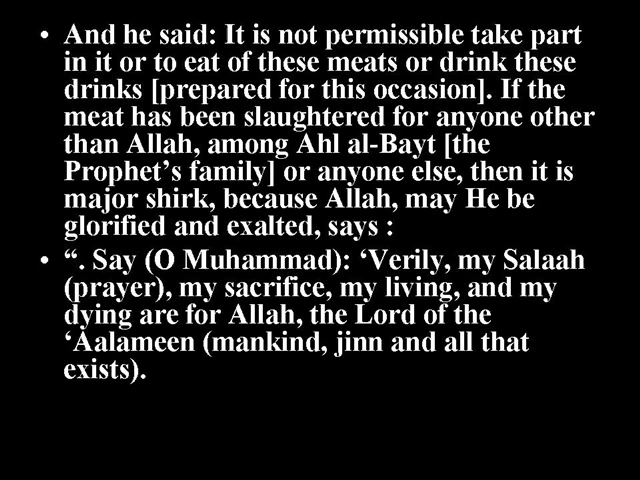 • And he said: It is not permissible take part
in it or to eat of these meats or drink these
drinks [prepared for this occasion]. If the
meat has been slaughtered for anyone other
than Allah, among Ahl al-Bayt [the
Prophet’s family] or anyone else, then it is
major shirk, because Allah, may He be
glorified and exalted, says :
• “. Say (O Muhammad): ‘Verily, my Salaah
(prayer), my sacrifice, my living, and my
dying are for Allah, the Lord of the
‘Aalameen (mankind, jinn and all that
exists).